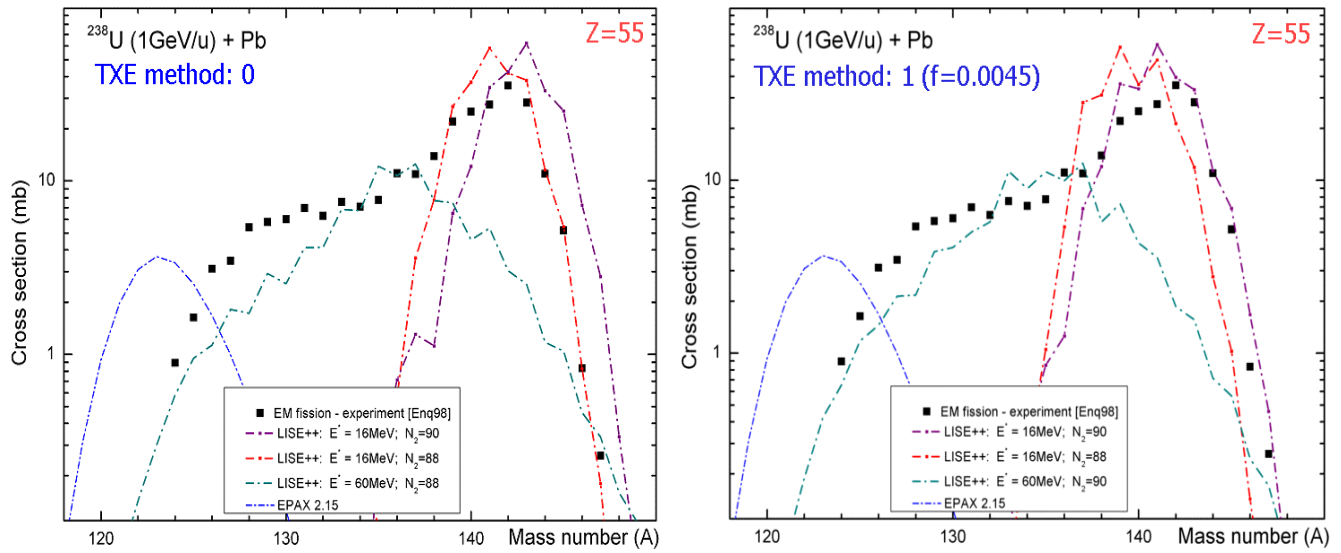 ²³⁸U (1GeV/u) + Pb
Z=55
TXE method: 0
Cross section (mb)
10
1
EM fission - experiment [Enq98]
LISE++: E* = 16MeV; N₂=90
LISE++: E* = 16MeV; N₂=88
LISE++: E* = 60MeV; N₂=88
EPAX 2.15
120
130
140
Mass number (A)
²³⁸U (1GeV/u) + Pb
Z=55
TXE method: 1 (f=0.0045)
Cross section (mb)
10
1
EM fission - experiment [Enq98]
LISE++: E* = 16MeV; N₂=90
LISE++: E* = 16MeV; N₂=88
LISE++: E* = 60MeV; N₂=90
EPAX 2.15
120
130
140
Mass number (A)